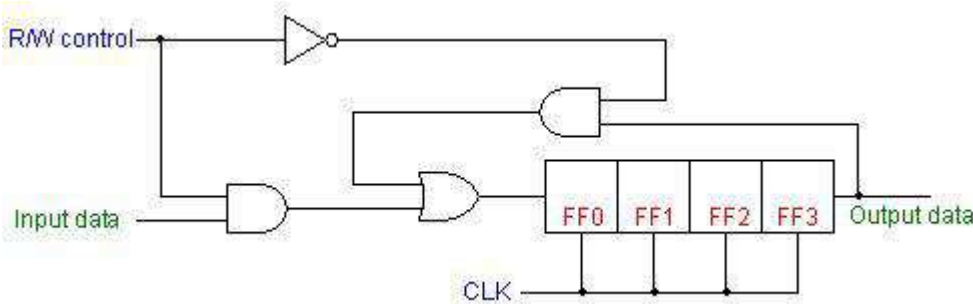 R/W control
Input data
FF0 FF1 FF2 FF3
Output data
CLK